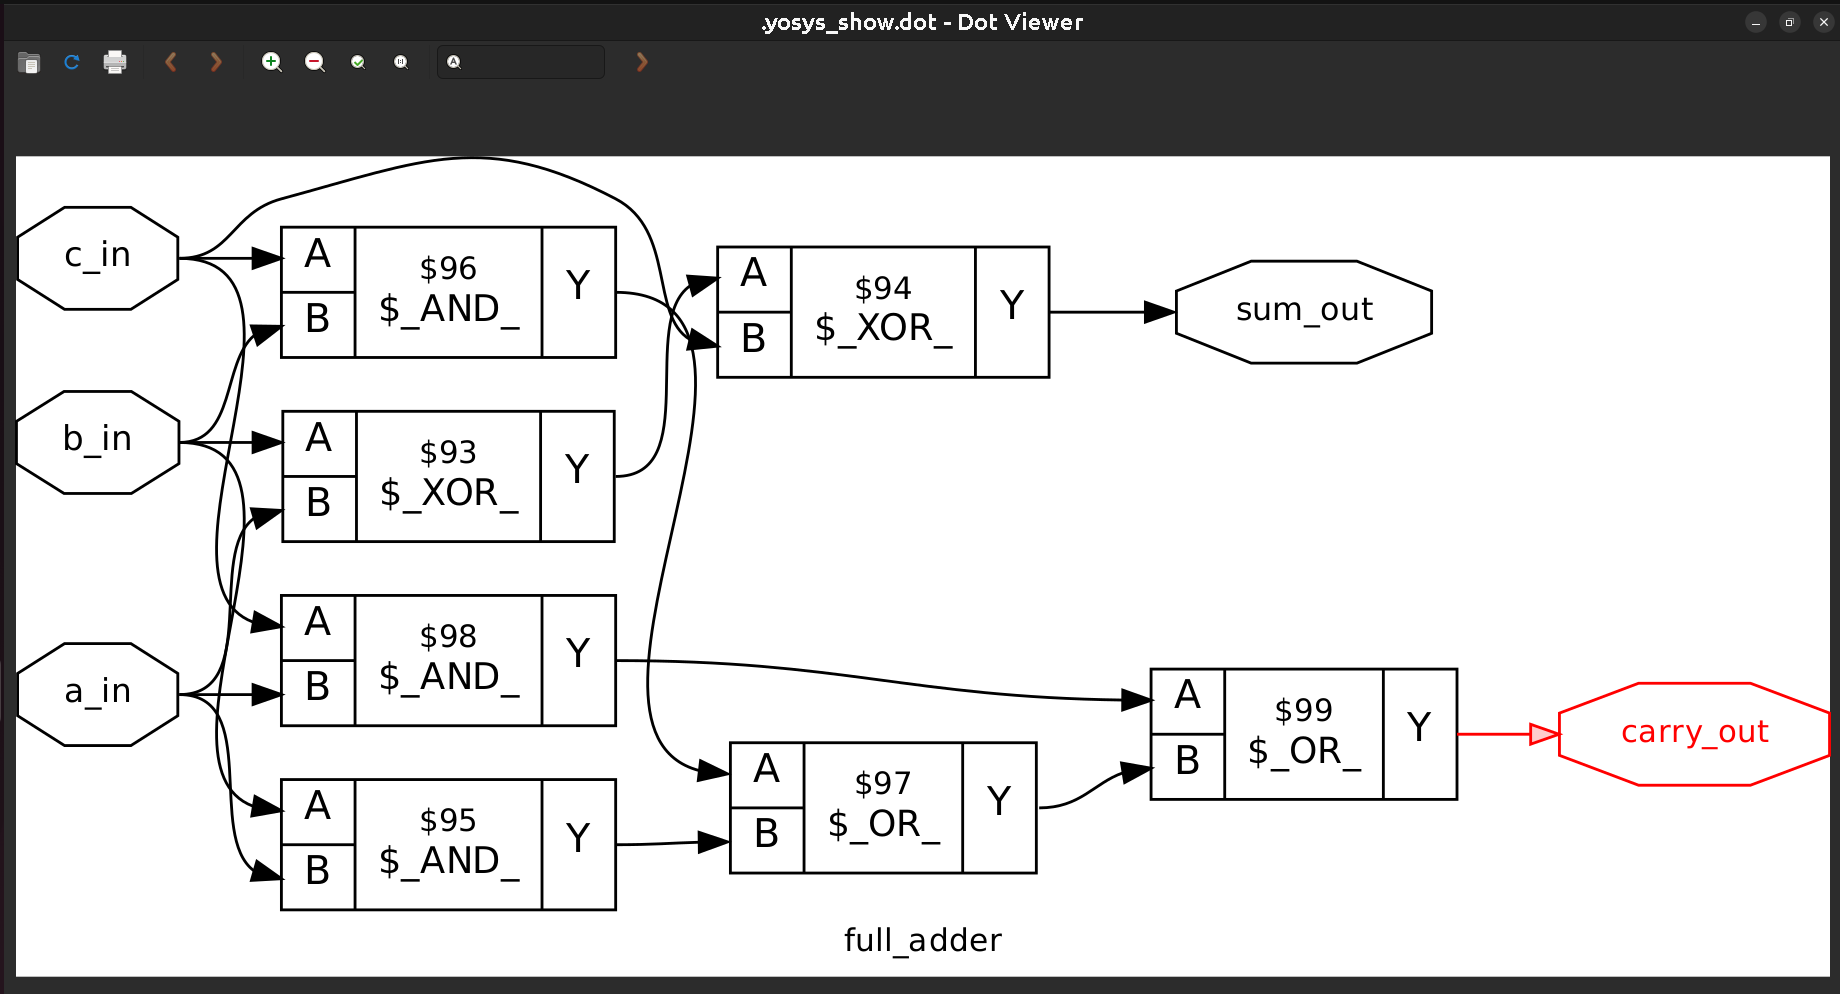 .yosys_show.dot - Dot Viewer
c_in
A
B
$96
$_AND_
Y
A
B
$94
$_XOR_
Y
sum_out
b_in
A
B
$93
$_XOR_
Y
a_in
A
B
$98
$_AND_
Y
A
B
$99
$_OR_
Y
carry_out
A
B
$95
$_AND_
Y
A
B
$97
$_OR_
Y
full_adder